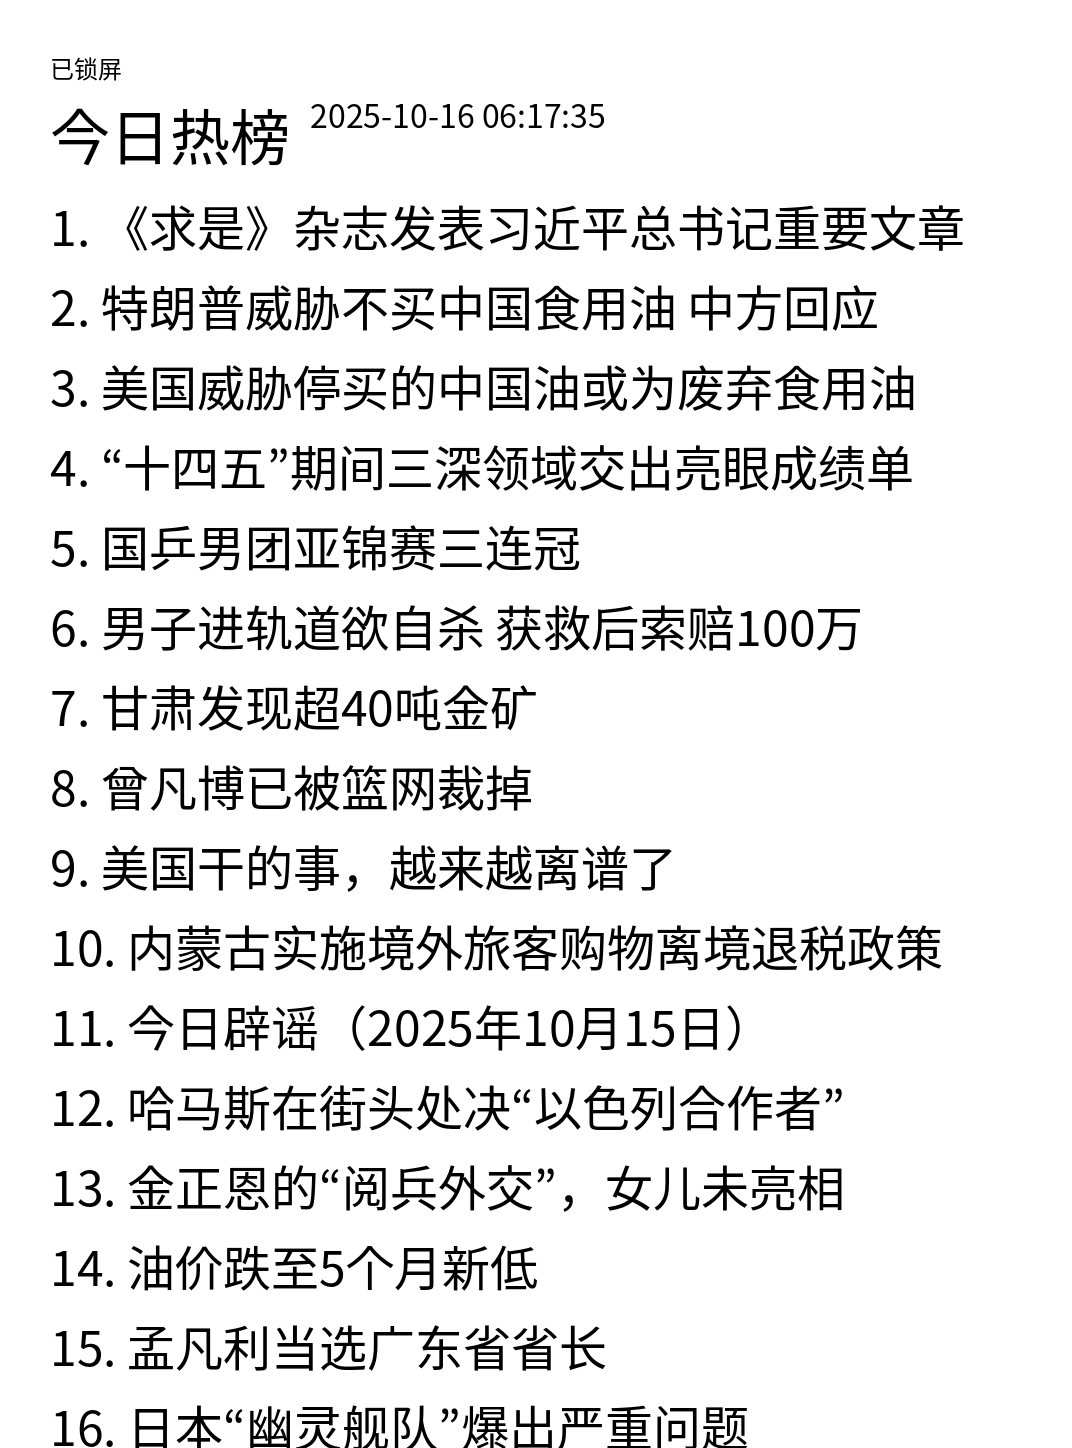 已锁屏
今日热榜 2025-10-16 06:17:35
1. 《求是》杂志发表习近平总书记重要文章
2. 特朗普威胁不买中国食用油 中方回应
3. 美国威胁停买的中国油或为废弃食用油
4. “十四五”期间三深领域交出亮眼成绩单
5. 国乒男团亚锦赛三连冠
6. 男子进轨道欲自杀 获救后索赔100万
7. 甘肃发现超40吨金矿
8. 曾凡博已被篮网裁掉
9. 美国干的事，越来越离谱了
10. 内蒙古实施境外旅客购物离境退税政策
11. 今日辟谣（2025年10月15日）
12. 哈马斯在街头处决“以色列合作者”
13. 金正恩的“阅兵外交”，女儿未亮相
14. 油价跌至5个月新低
15. 孟凡利当选广东省省长
16. 日本“幽灵舰队”爆出严重问题